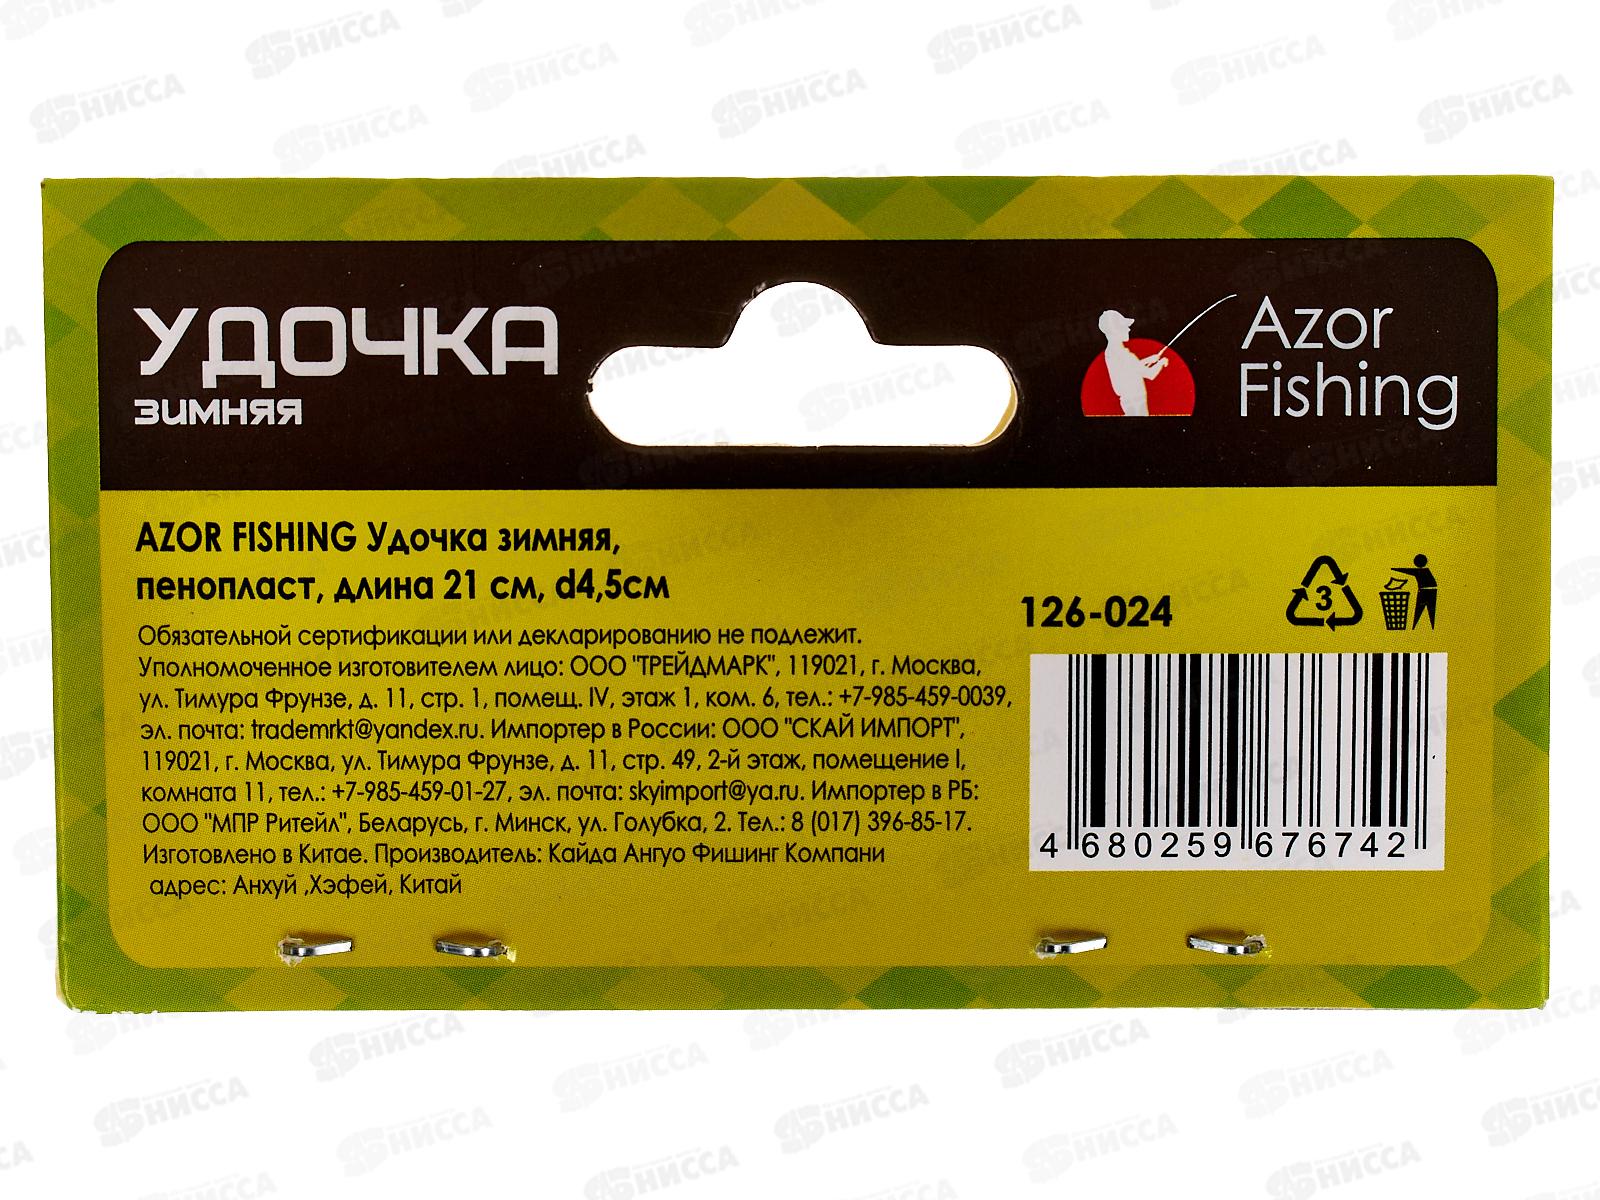 УДОЧКА
ЗИМНЯЯ
Azor
Fishing
AZOR FISHING Удочка зимняя,
пенопласт, длина 21 см, d4,5см
Обязательной сертификации или декларированию не подлежит.
Уполномоченное изготовителем лицо: ООО "ТРЕЙДМАРК", 119021, г. Москва,
ул. Тимура Фрунзе, д. 11, стр. 1, помещ. IV, этаж 1, ком. 6, тел.: +7-985-459-0039,
эл. почта: trademrkt@yandex.ru. Импортер в России: ООО "СКАЙ ИМПОРТ",
119021, г. Москва, ул. Тимура Фрунзе, д. 11, стр. 49, 2-й этаж, помещение I,
комната 11, тел.: +7-985-459-01-27, эл. почта: skyimport@ya.ru. Импортер в РБ:
ООО "МПР Ритейл", Беларусь, г. Минск, ул. Голубка, 2. Тел.: 8 (017) 396-85-17.
Изготовлено в Китае. Производитель: Кайда Ангуо Фишинг Компани
адрес: Анхуй ,Хэфей, Китай
126-024
3
4 680259 676742